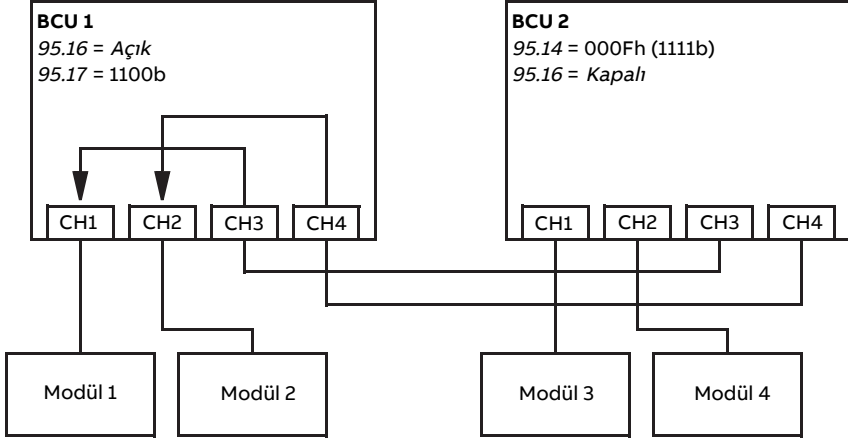 BCU 1
95.16 = Açık
95.17 = 1100b
CH1 CH2 CH3 CH4
BCU 2
95.14 = 000Fh (1111b)
95.16 = Kapalı
CH1 CH2 CH3 CH4
Modül 1 Modül 2 Modül 3 Modül 4